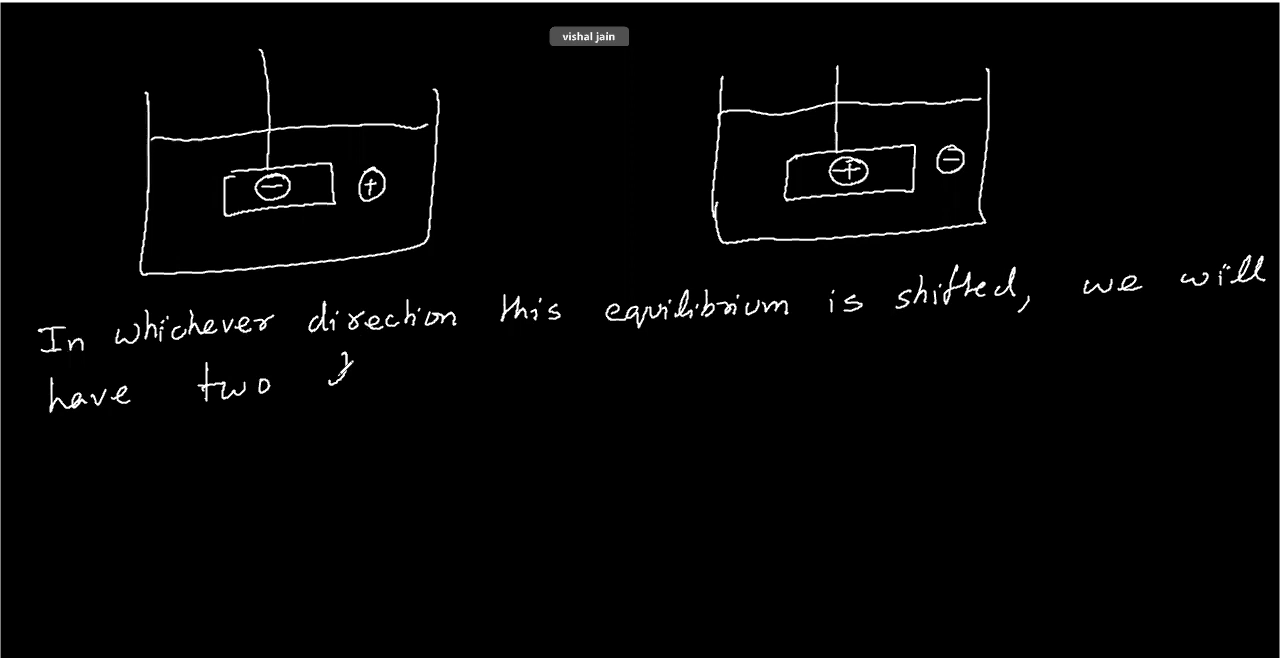 vishal jain
⊖ ⊕
⊕ ⊖
In whichever direction this equilibrium is shifted, we will
have two